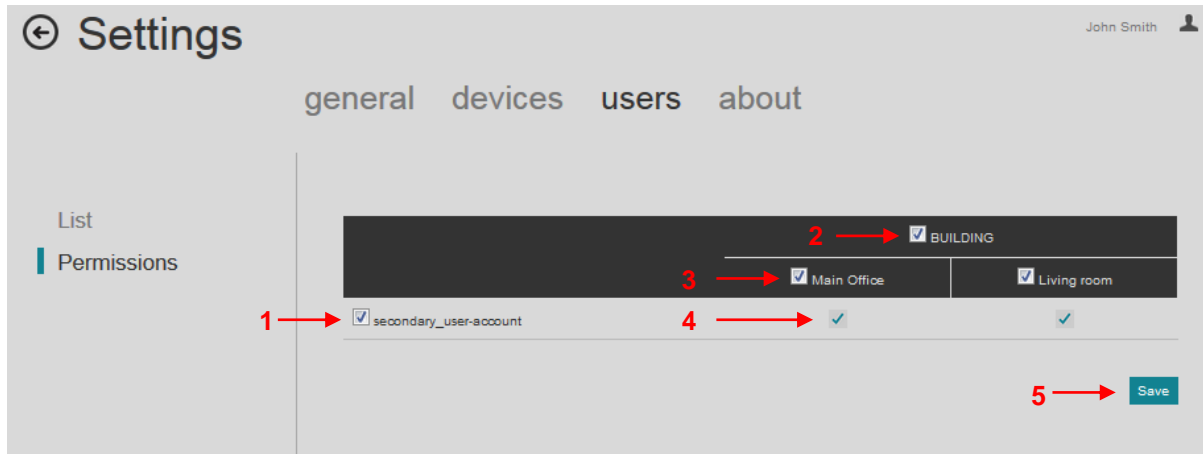 Settings
John Smith
general devices users about
List
Permissions
2 BUILDING
3 Main Office Living room
1 secondary_user-account 4
5 Save